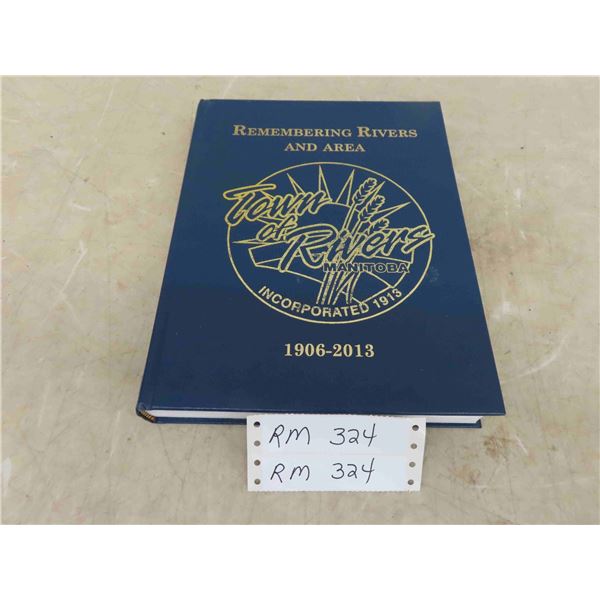 REMEMBERING RIVERS
AND AREA
Town
of
Rivers
MANITOBA
INCORPORATED 1913
1906-2013
RM 324
RM 324